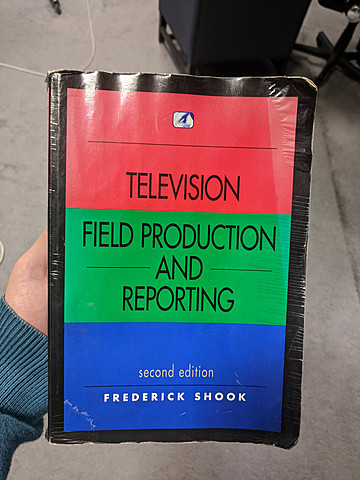 TELEVISION
FIELD PRODUCTION
AND
REPORTING
second edition
FREDERICK SHOOK